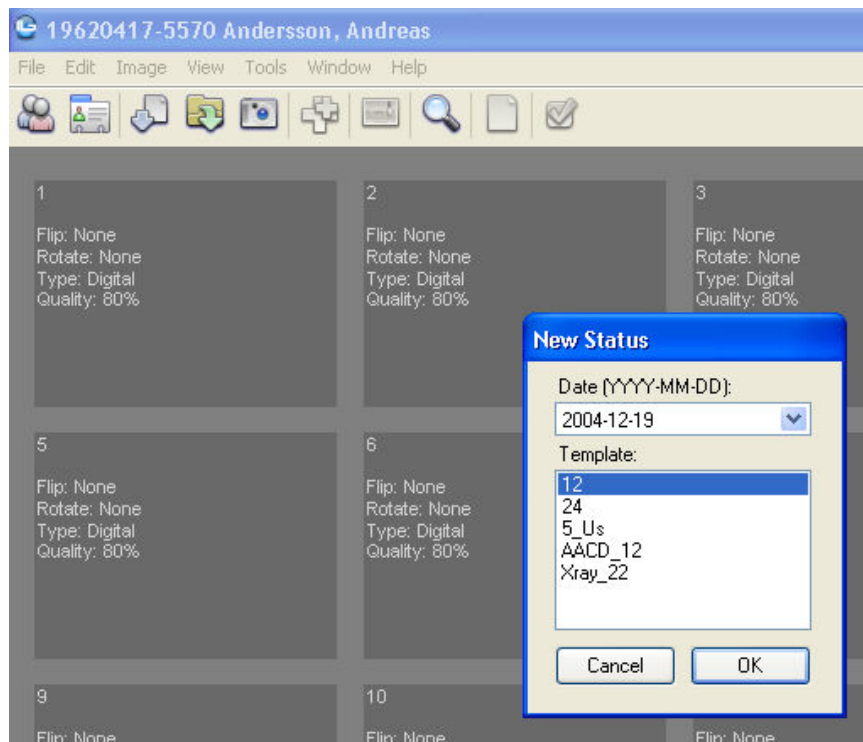 19620417-5570 Andersson, Andreas
File Edit Image View Tools Window Help
1
Flip: None
Rotate: None
Type: Digital
Quality: 80%
2
Flip: None
Rotate: None
Type: Digital
Quality: 80%
3
Flip: None
Rotate: None
Type: Digital
Quality: 80%
New Status
Date (YYYY-MM-DD):
2004-12-19
Template:
12
24
5_Us
AACD_12
Xray_22
Cancel OK
5
Flip: None
Rotate: None
Type: Digital
Quality: 80%
6
Flip: None
Rotate: None
Type: Digital
Quality: 80%
9
Flip: None
10
Flip: None
Flip: None